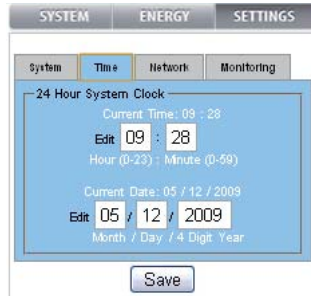 SYSTEM ENERGY SETTINGS
System Time Network Monitoring
24 Hour System Clock
Current Time: 09 : 28
Edit 09 : 28
Hour (0-23) : Minute (0-59)
Current Date: 05 / 12 / 2009
Edit 05 / 12 / 2009
Month / Day / 4 Digit Year
Save